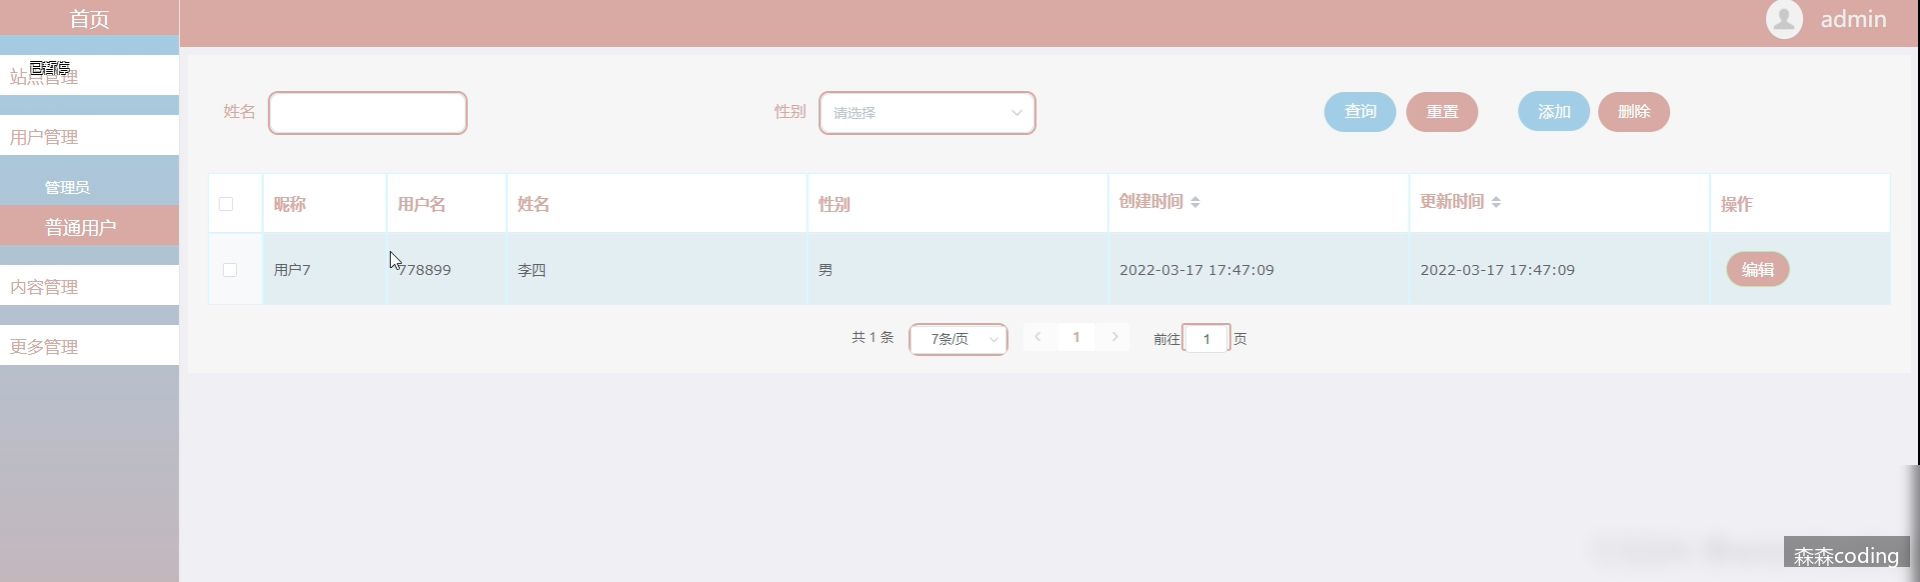 首页
admin
已暂停
站点管理
用户管理
管理员
普通用户
内容管理
更多管理
姓名
性别 请选择
查询 重置 添加 删除
昵称 用户名 姓名 性别 创建时间 更新时间 操作
用户7 778899 李四 男 2022-03-17 17:47:09 2022-03-17 17:47:09 编辑
共 1 条 7条/页 1 前往 1 页
森森coding